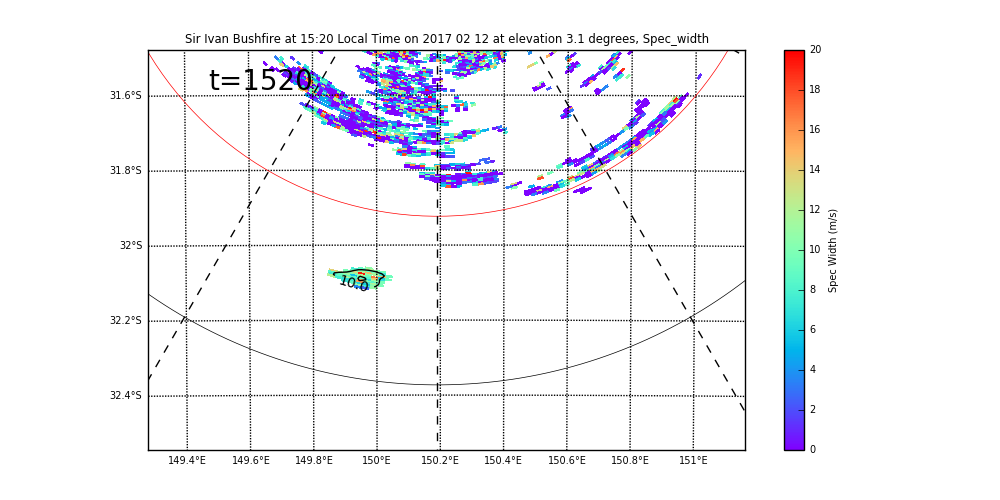 Sir Ivan Bushfire at 15:20 Local Time on 2017 02 12 at elevation 3.1 degrees, Spec_width
t=1520
31.6°S
31.8°S
32°S
32.2°S
32.4°S
10.0
149.4°E 149.6°E 149.8°E 150°E 150.2°E 150.4°E 150.6°E 150.8°E 151°E
20
18
16
14
12
10
8
6
4
2
0
Spec Width (m/s)